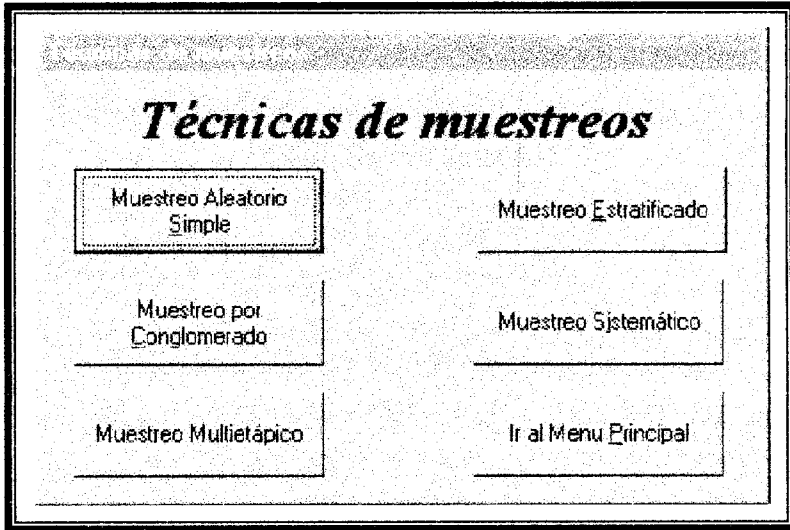 Técnicas de muestreos
Muestreo Aleatorio
Simple
Muestreo Estratificado
Muestreo por
Conglomerado
Muestreo Sistemático
Muestreo Multietápico
Ir al Menu Principal